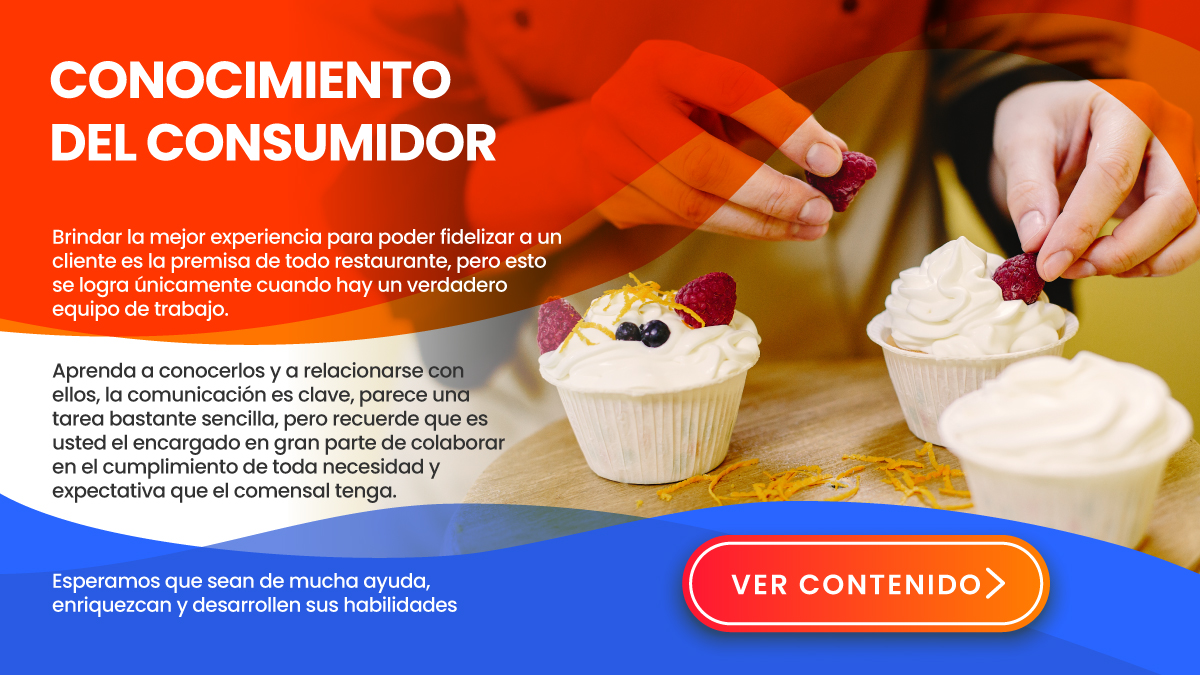 CONOCIMIENTO
DEL CONSUMIDOR
Brindar la mejor experiencia para poder fidelizar a un
cliente es la premisa de todo restaurante, pero esto
se logra únicamente cuando hay un verdadero
equipo de trabajo.
Aprenda a conocerlos y a relacionarse con
ellos, la comunicación es clave, parece una
tarea bastante sencilla, pero recuerde que es
usted el encargado en gran parte de colaborar
en el cumplimiento de toda necesidad y
expectativa que el comensal tenga.
Esperamos que sean de mucha ayuda,
enriquezcan y desarrollen sus habilidades
VER CONTENIDO